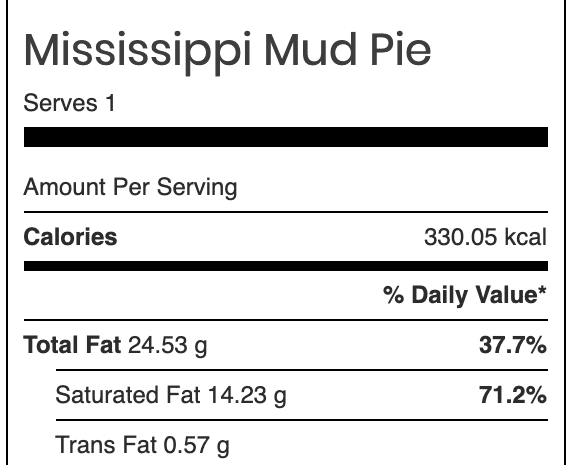 Mississippi Mud Pie
Serves 1
Amount Per Serving
Calories 330.05 kcal
% Daily Value*
Total Fat 24.53 g 37.7%
Saturated Fat 14.23 g 71.2%
Trans Fat 0.57 g